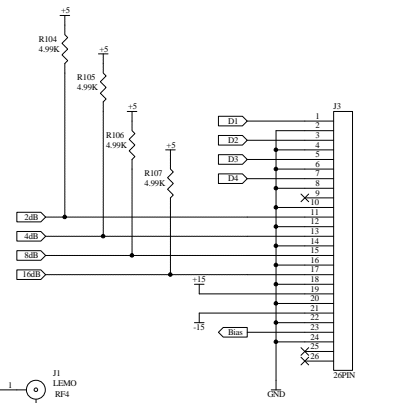 +5
R104
4.99K
+5
R105
4.99K
+5
R106
4.99K
+5
R107
4.99K
J3
D1
D2
D3
D4
1
2
3
4
5
6
7
8
9
10
11
12
13
14
15
16
17
18
19
20
21
22
23
24
25
26
2dB
4dB
8dB
16dB
+15
-15
Bias
26PIN
GND
1
J1
LEMO
RF4